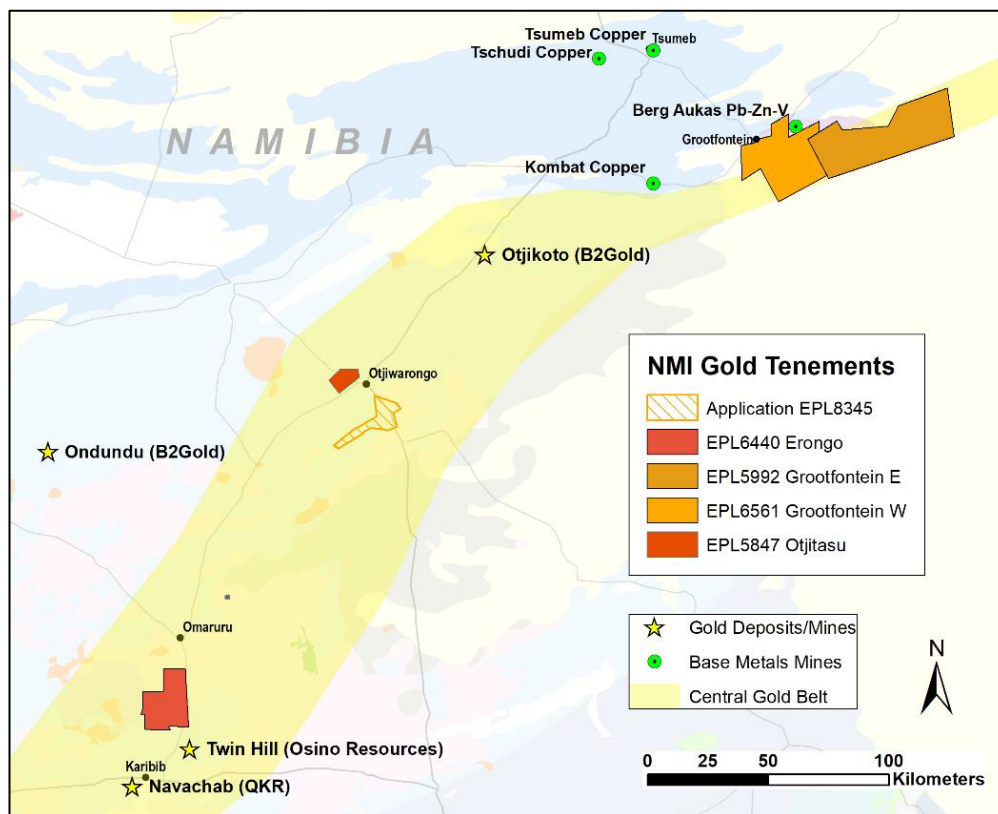 Tsumeb Copper
Tsumeb
Tschudi Copper
Berg Aukas Pb-Zn-V
Grootfontein
NAMIBIA
Kombat Copper
Otjikoto (B2Gold)
Otjiwarongo
Ondundu (B2Gold)
Omaruru
Twin Hill (Osino Resources)
Karibib
Navachab (QKR)
NMI Gold Tenements
Application EPL8345
EPL6440 Erongo
EPL5992 Grootfontein E
EPL6561 Grootfontein W
EPL5847 Otjitasu
Gold Deposits/Mines
Base Metals Mines
Central Gold Belt
N
0 25 50 100
Kilometers